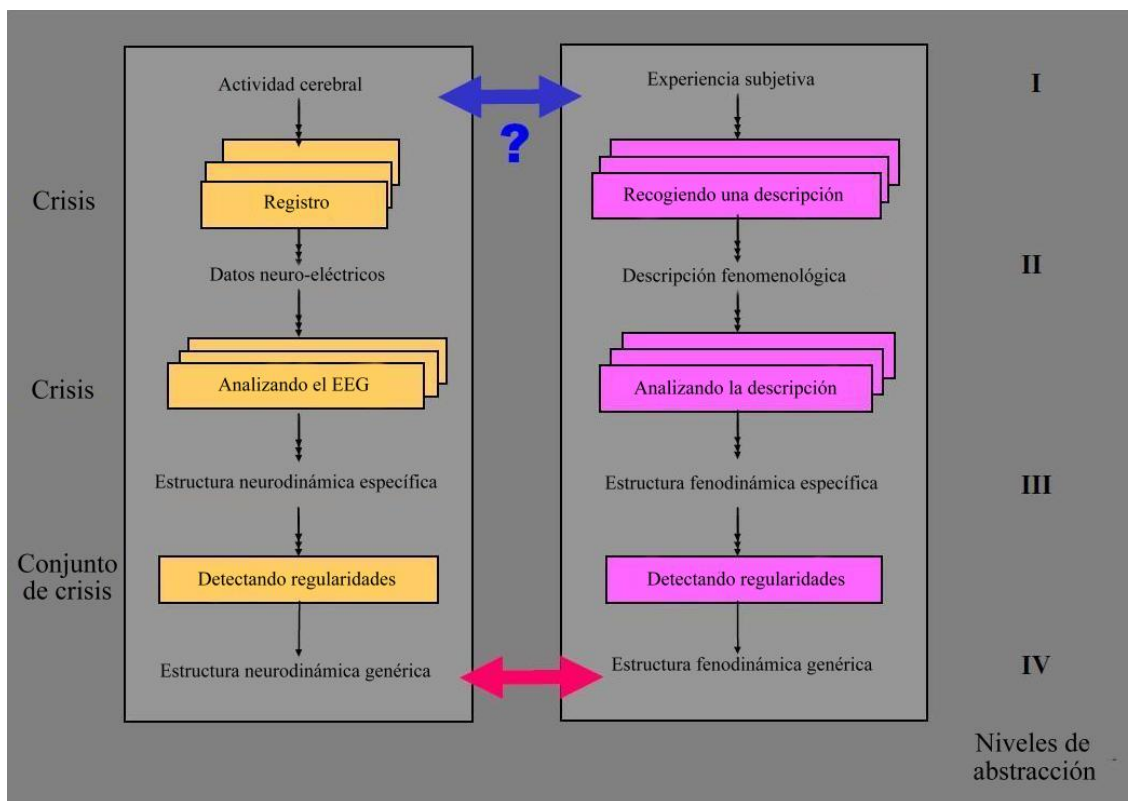 Actividad cerebral
Experiencia subjetiva
I
?
Crisis
Registro
Recogiendo una descripción
Datos neuro-eléctricos
Descripción fenomenológica
II
Crisis
Analizando el EEG
Analizando la descripción
Estructura neurodinámica específica
Estructura fenodinámica específica
III
Conjunto
de crisis
Detectando regularidades
Detectando regularidades
Estructura neurodinámica genérica
Estructura fenodinámica genérica
IV
Niveles de
abstracción